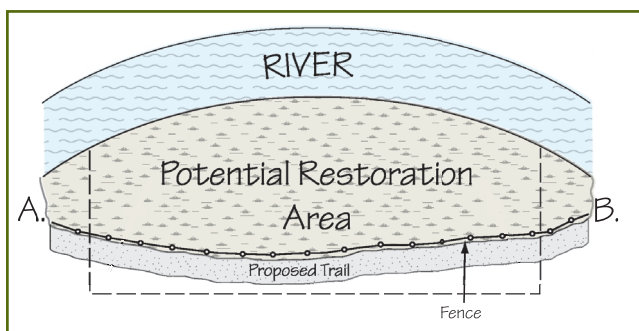 RIVER
Potential Restoration
Area
A.
B.
Proposed Trail
Fence